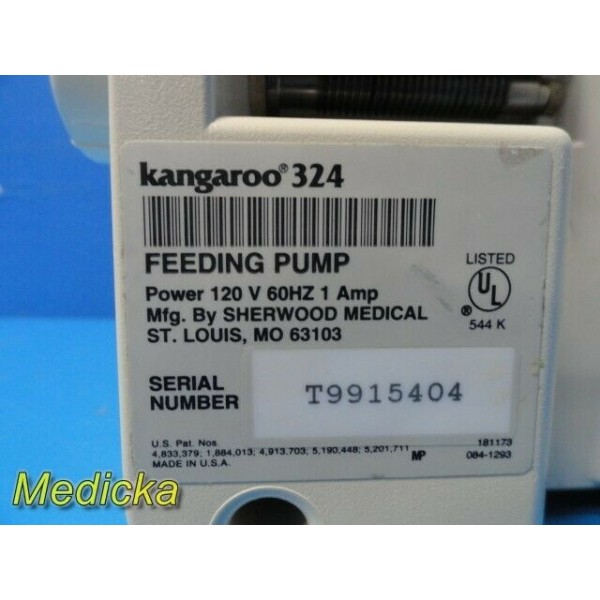 kangaroo® 324
FEEDING PUMP
Power 120 V 60HZ 1 Amp
Mfg. By SHERWOOD MEDICAL
ST. LOUIS, MO 63103
LISTED
UL
®
544 K
SERIAL
NUMBER
T9915404
U.S. Pat. Nos.
4,833,379; 1,884,013; 4,913,703; 5,190,448; 5,201,711
MADE IN U.S.A.
MP
181173
084-1293
Medicka